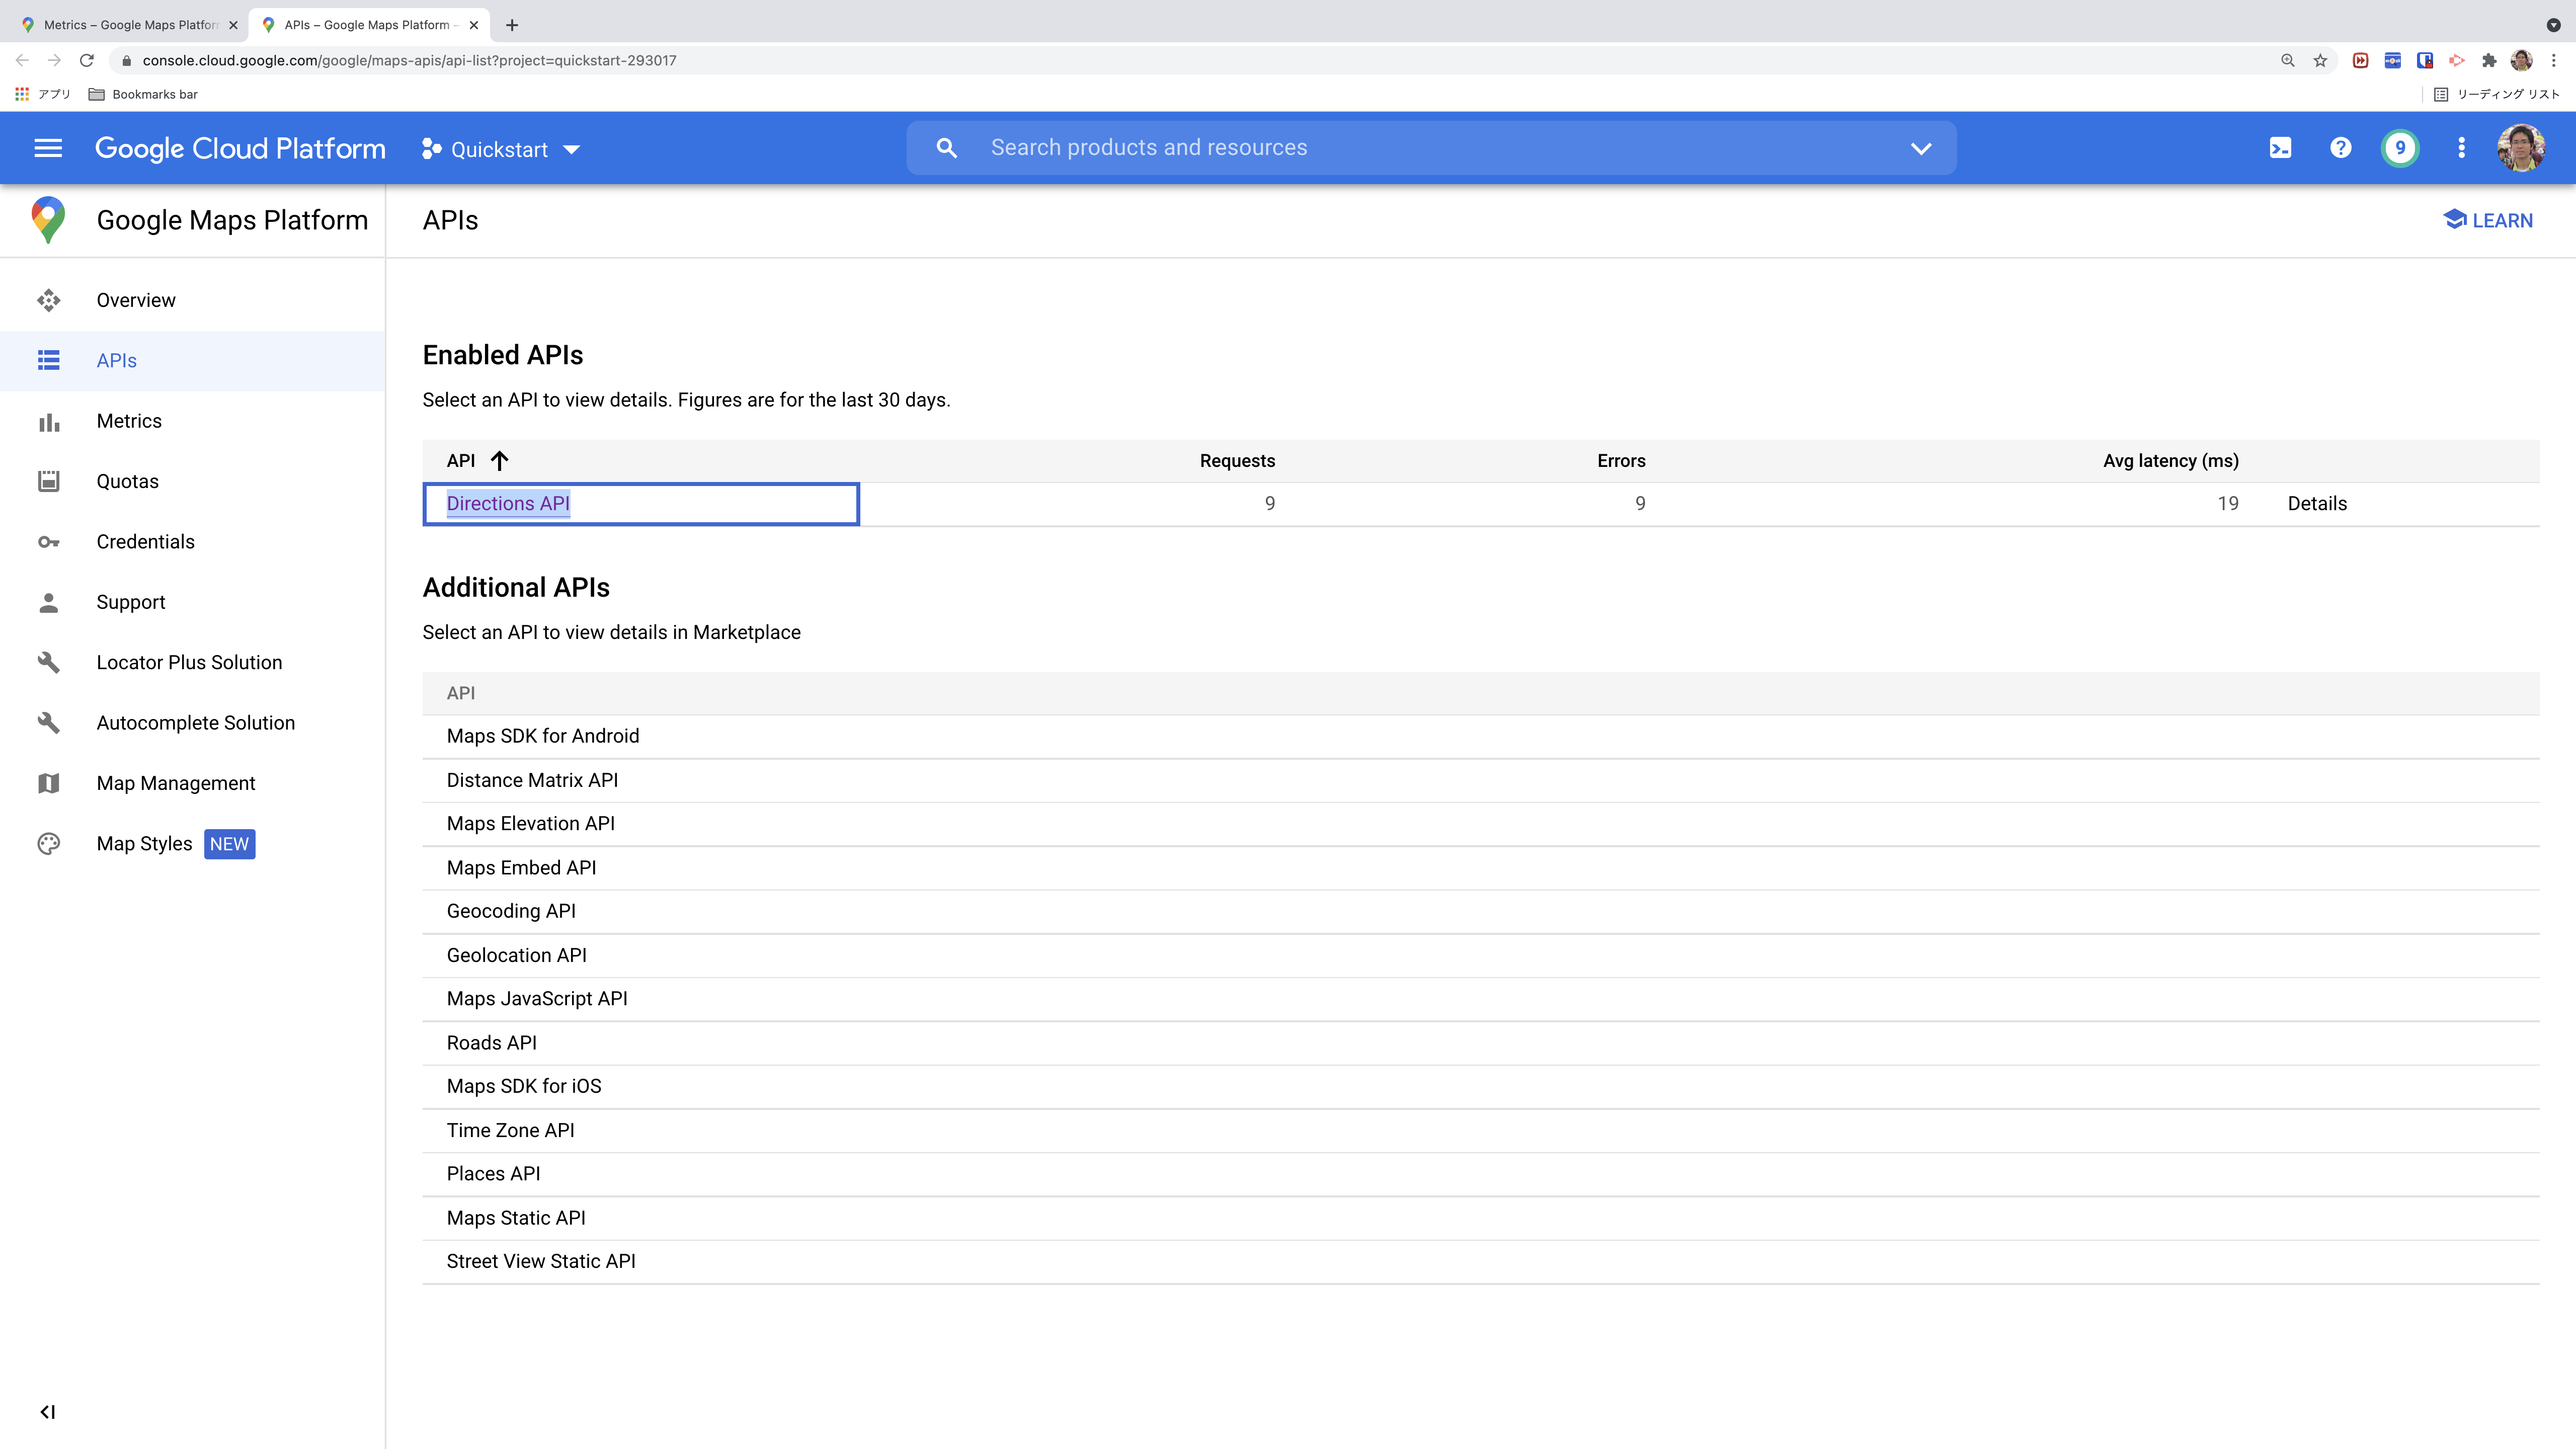 Metrics – Google Maps Platfor
APIs – Google Maps Platform –
console.cloud.google.com/google/maps-apis/api-list?project=quickstart-293017
アプリ
Bookmarks bar
リーディング リスト
Google Cloud Platform
Quickstart
Search products and resources
9
Google Maps Platform
APIs
LEARN
Overview
APIs
Metrics
Quotas
Credentials
Support
Locator Plus Solution
Autocomplete Solution
Map Management
Map Styles NEW
Enabled APIs
Select an API to view details. Figures are for the last 30 days.
API Requests Errors Avg latency (ms)
Directions API 9 9 19 Details
Additional APIs
Select an API to view details in Marketplace
API
Maps SDK for Android
Distance Matrix API
Maps Elevation API
Maps Embed API
Geocoding API
Geolocation API
Maps JavaScript API
Roads API
Maps SDK for iOS
Time Zone API
Places API
Maps Static API
Street View Static API